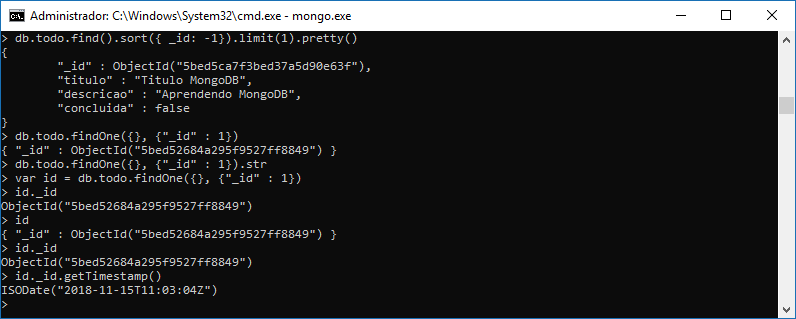 Administrador: C:\Windows\System32\cmd.exe - mongo.exe
> db.todo.find().sort({ _id: -1}).limit(1).pretty()
{
        "_id" : ObjectId("5bed5ca7f3bed37a5d90e63f"),
        "titulo" : "Titulo MongoDB",
        "descricao" : "Aprendendo MongoDB",
        "concluida" : false
}
> db.todo.findOne({}, {"_id" : 1})
{ "_id" : ObjectId("5bed52684a295f9527ff8849") }
> db.todo.findOne({}, {"_id" : 1}).str
> var id = db.todo.findOne({}, {"_id" : 1})
> id._id
ObjectId("5bed52684a295f9527ff8849")
> id
{ "_id" : ObjectId("5bed52684a295f9527ff8849") }
> id._id
ObjectId("5bed52684a295f9527ff8849")
> id._id.getTimestamp()
ISODate("2018-11-15T11:03:04Z")
>